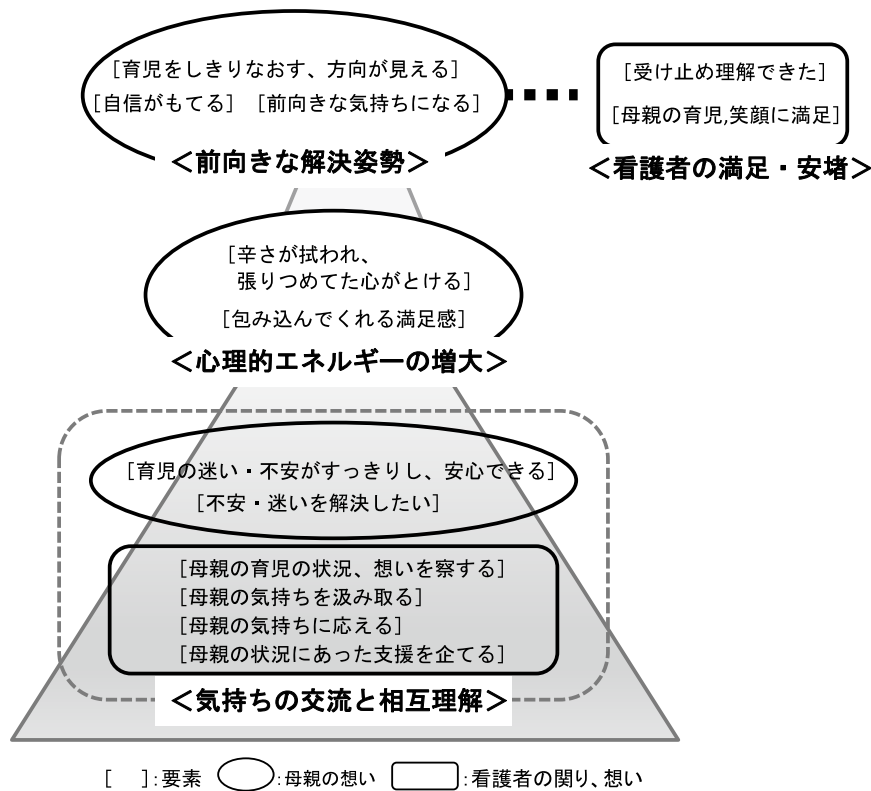 [育児をしきりなおす、方向が見える]
[自信がもてる] [前向きな気持ちになる]
＜前向きな解決姿勢＞
[受け止め理解できた]
[母親の育児,笑顔に満足]
＜看護者の満足・安堵＞
[辛さが拭われ、
張りつめてた心がとける]
[包み込んでくれる満足感]
＜心理的エネルギーの増大＞
[育児の迷い・不安がすっきりし、安心できる]
[不安・迷いを解決したい]
[母親の育児の状況、想いを察する]
[母親の気持ちを汲み取る]
[母親の気持ちに応える]
[母親の状況にあった支援を企てる]
＜気持ちの交流と相互理解＞
[ ]:要素 :母親の想い :看護者の関り、想い